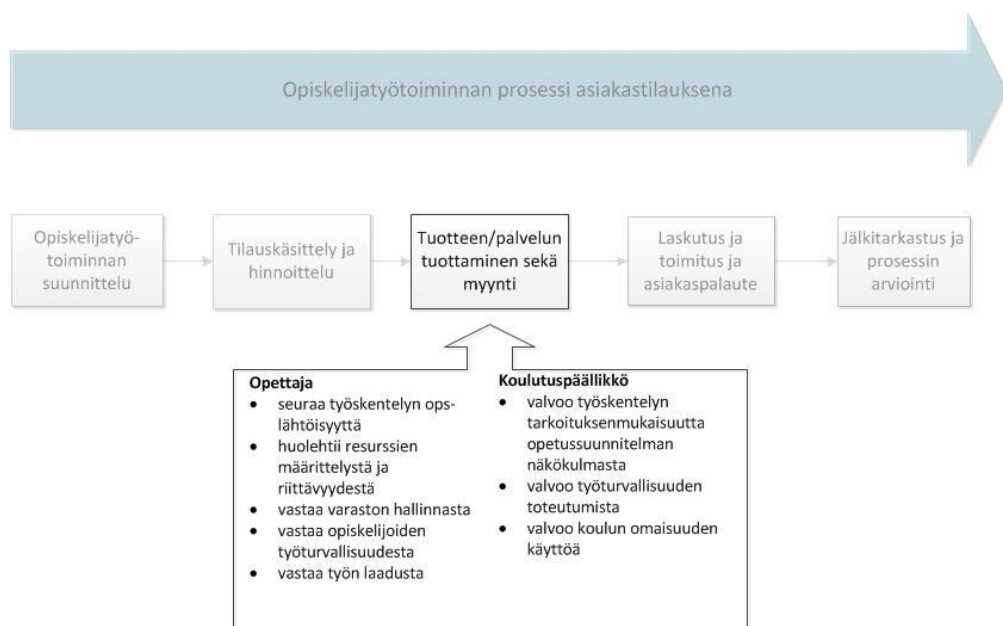 Opiskelijatyötoiminnan prosessi asiakastilauksena
Opiskelijatyö-
toiminnan
suunnittelu
Tilauskäsittely ja
hinnoittelu
Tuotteen/palvelun
tuottaminen sekä
myynti
Laskutus ja
toimitus ja
asiakaspalaute
Jälkitarkastus ja
prosessin
arviointi
Opettaja
• seuraa työskentelyn ops-
lähtöisyyttä
• huolehtii resurssien
määrittelystä ja
riittävyydestä
• vastaa varaston hallinnasta
• vastaa opiskelijoiden
työturvallisuudesta
• vastaa työn laadusta
Koulutuspäällikkö
• valvoo työskentelyn
tarkoituksenmukaisuutta
opetussuunnitelman
näkökulmasta
• valvoo työturvallisuuden
toteutumista
• valvoo koulun omaisuuden
käyttöä